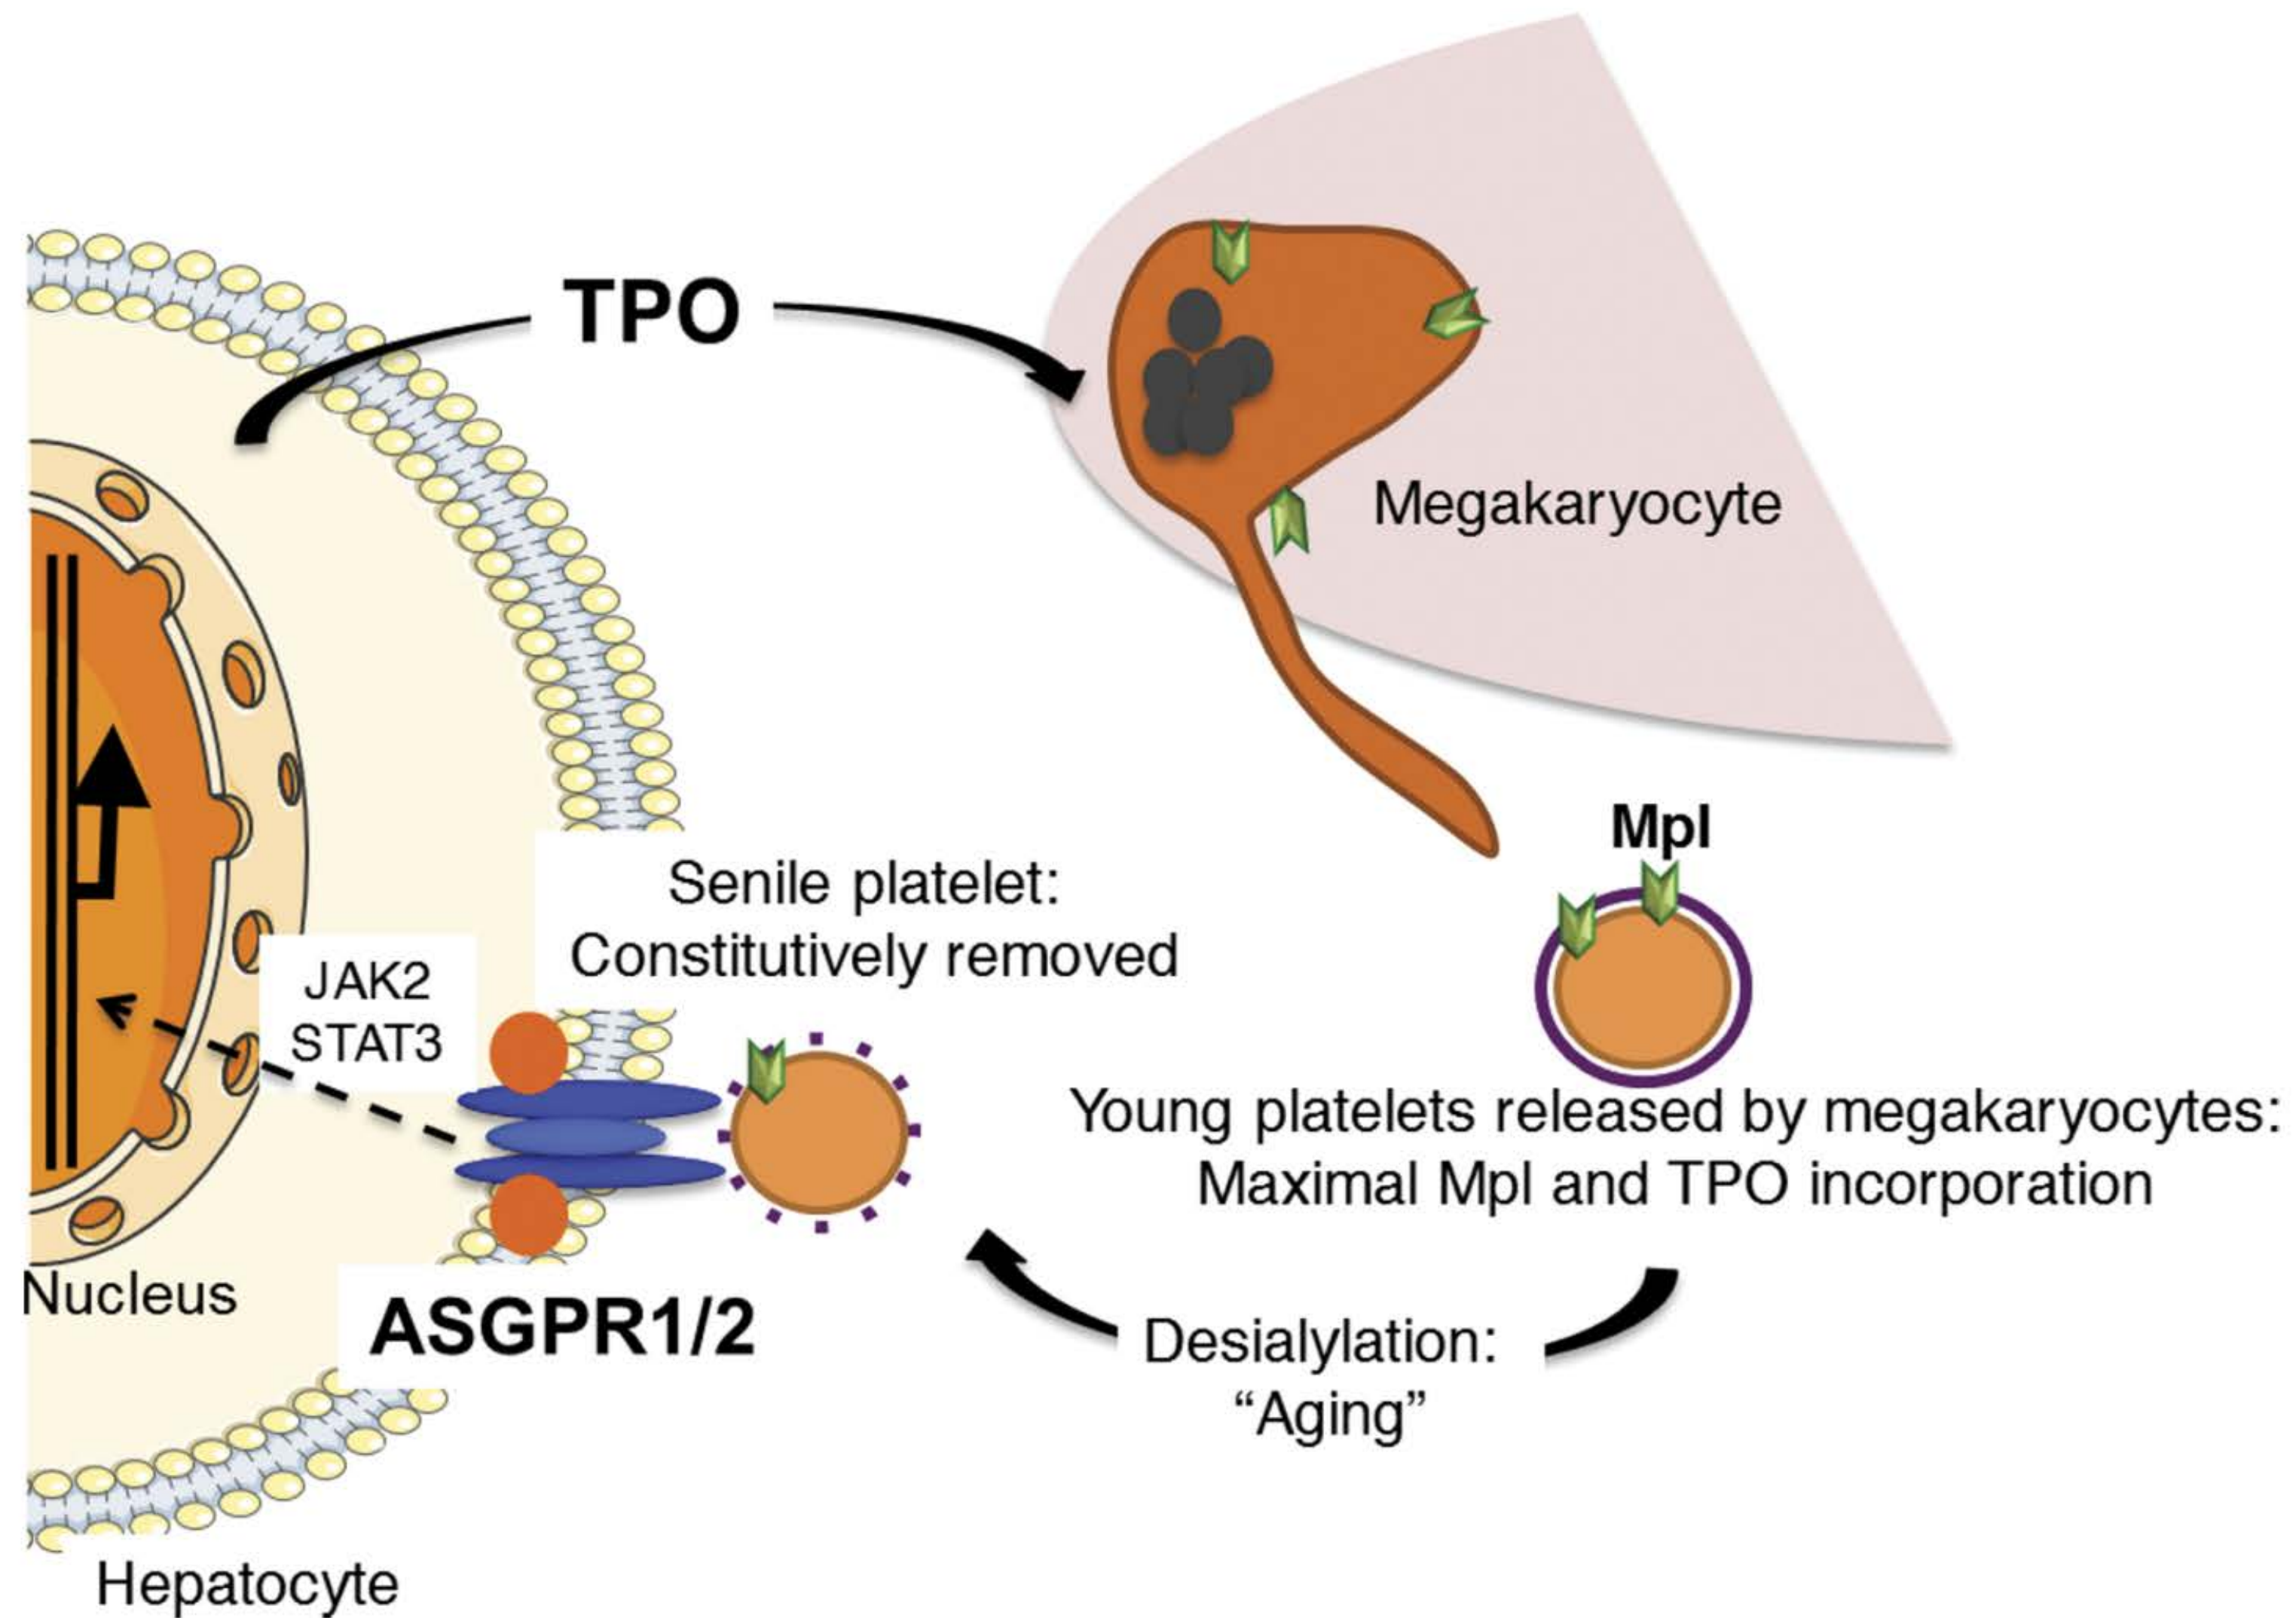 TPO
Megakaryocyte
Mpl
Senile platelet:
Constitutively removed
JAK2
STAT3
Young platelets released by megakaryocytes:
Maximal Mpl and TPO incorporation
Nucleus
ASGPR1/2
Desialylation:
“Aging”
Hepatocyte